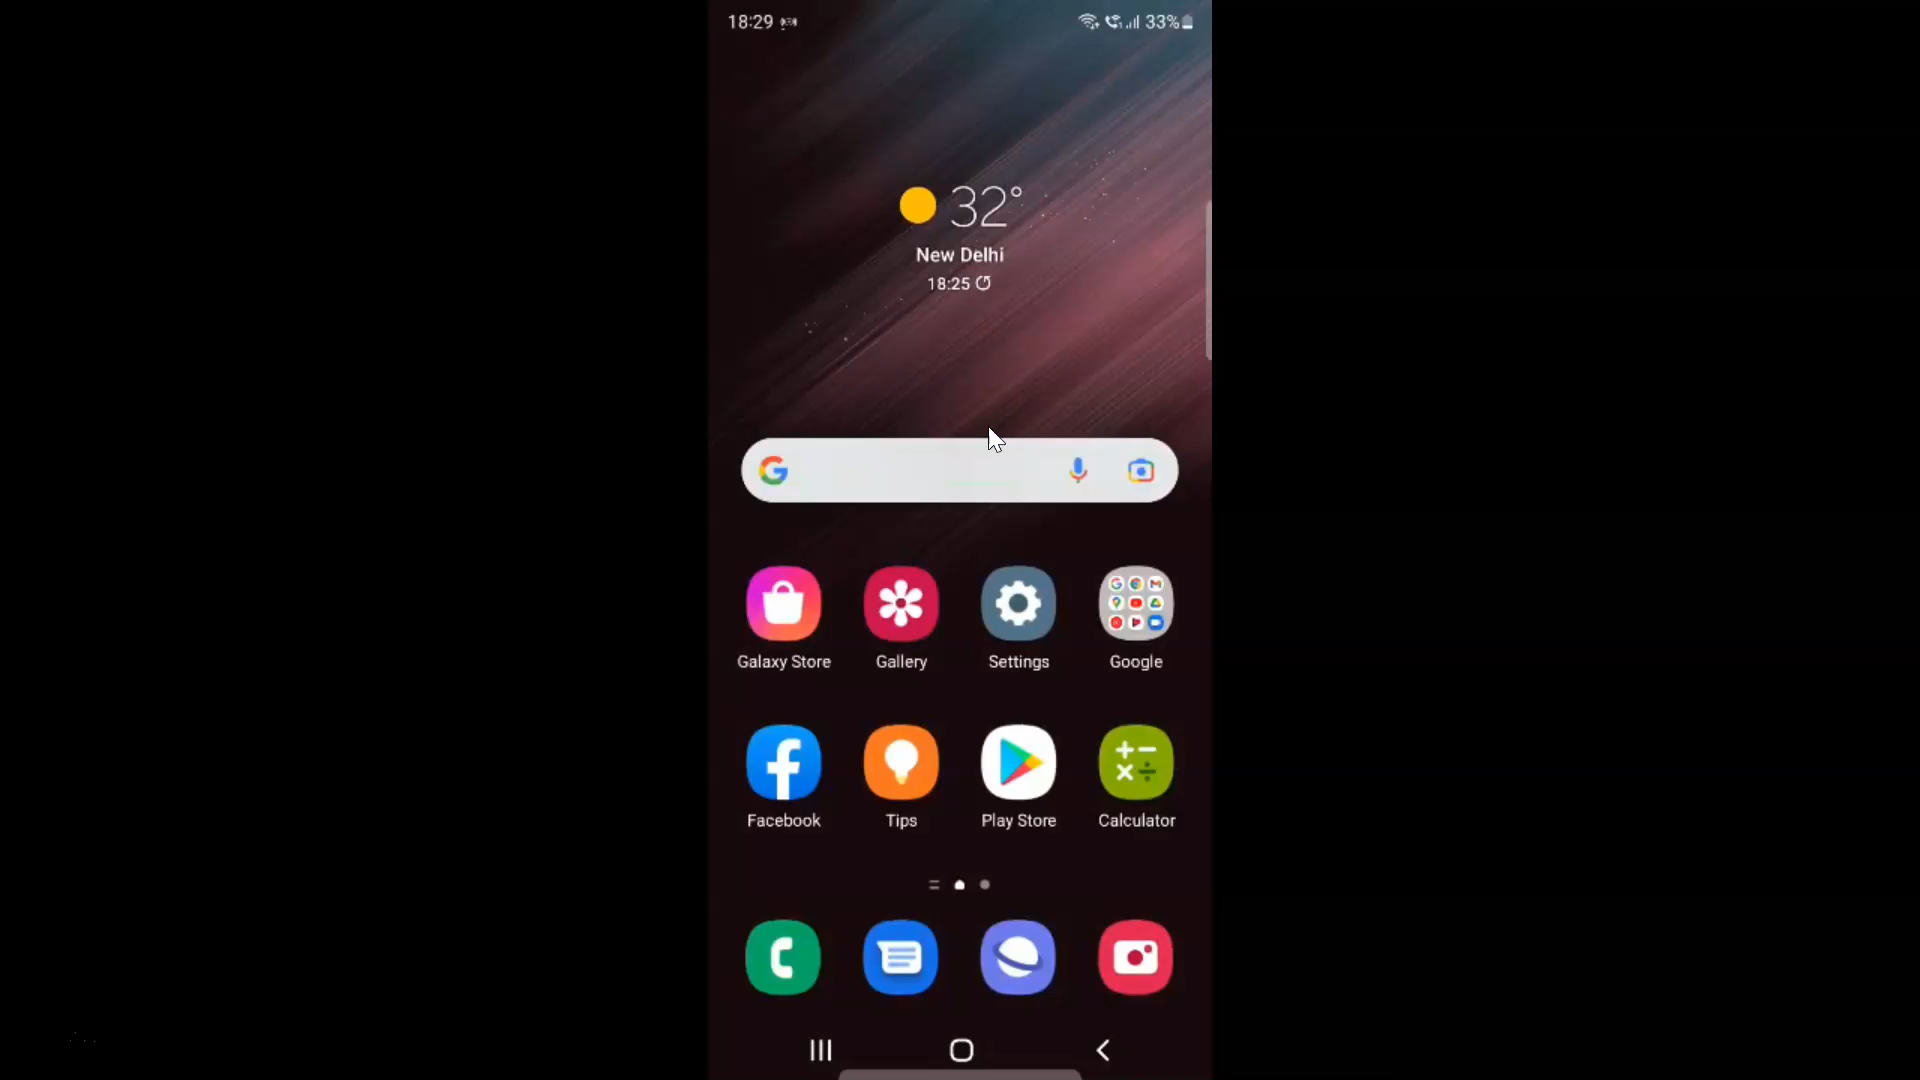 18:29
33%
32°
New Delhi
18:25
Galaxy Store
Gallery
Settings
Google
Facebook
Tips
Play Store
Calculator